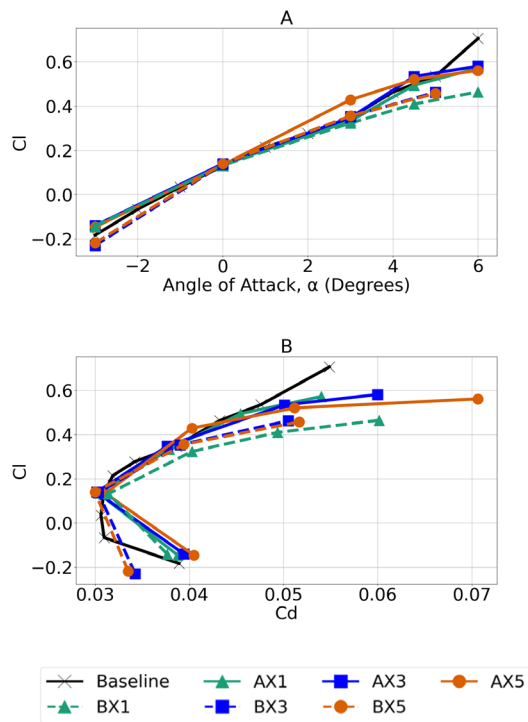 A
Cl
0.6
0.4
0.2
0.0
−0.2
−2
0
2
4
6
Angle of Attack, α (Degrees)
B
Cl
0.6
0.4
0.2
0.0
−0.2
0.03
0.04
0.05
0.06
0.07
Cd
Baseline
AX1
AX3
AX5
BX1
BX3
BX5